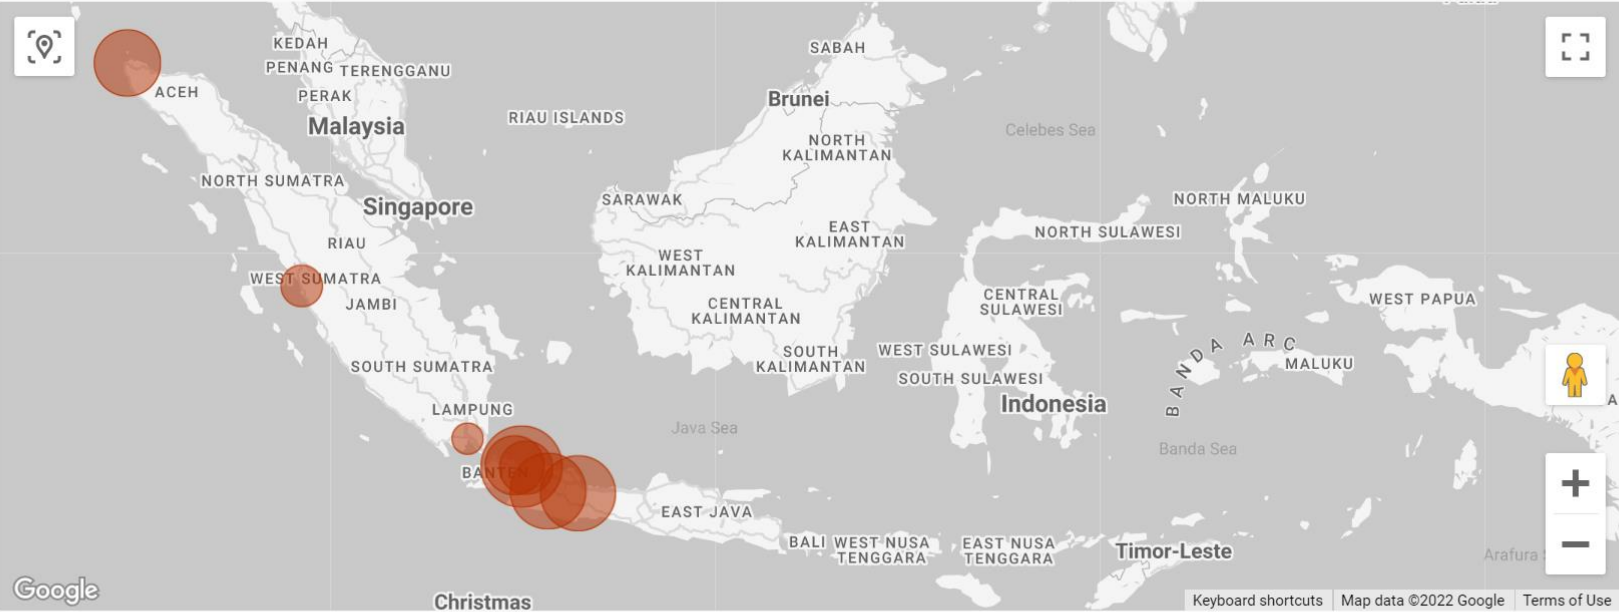 KEDAH
PENANG
TERENGGANU
PERAK
Malaysia
ACEH
RIAU ISLANDS
SABAH
Brunei
NORTH
KALIMANTAN
Celebes Sea
NORTH SUMATRA
Singapore
SARAWAK
NORTH MALUKU
RIAU
EAST
KALIMANTAN
NORTH SULAWESI
WEST
KALIMANTAN
WEST SUMATRA
JAMBI
CENTRAL
KALIMANTAN
CENTRAL
SULAWESI
WEST PAPUA
SOUTH SUMATRA
SOUTH
KALIMANTAN
WEST SULAWESI
SOUTH SULAWESI
BANDA ARC
MALUKU
Indonesia
LAMPUNG
Java Sea
Banda Sea
BANTEN
EAST JAVA
BALI
WEST NUSA
TENGGARA
EAST NUSA
TENGGARA
Timor-Leste
Arafura
Google
Christmas
Keyboard shortcuts
Map data ©2022 Google
Terms of Use